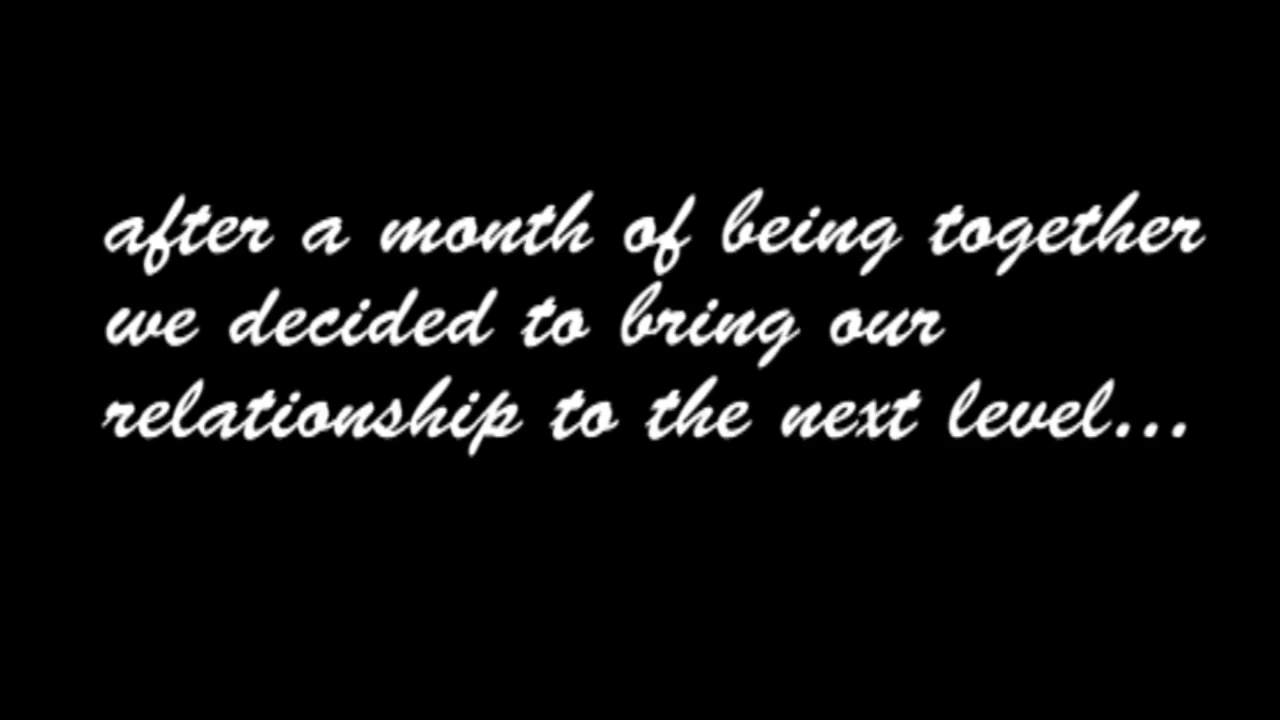 after a month of being together
we decided to bring our
relationship to the next level...